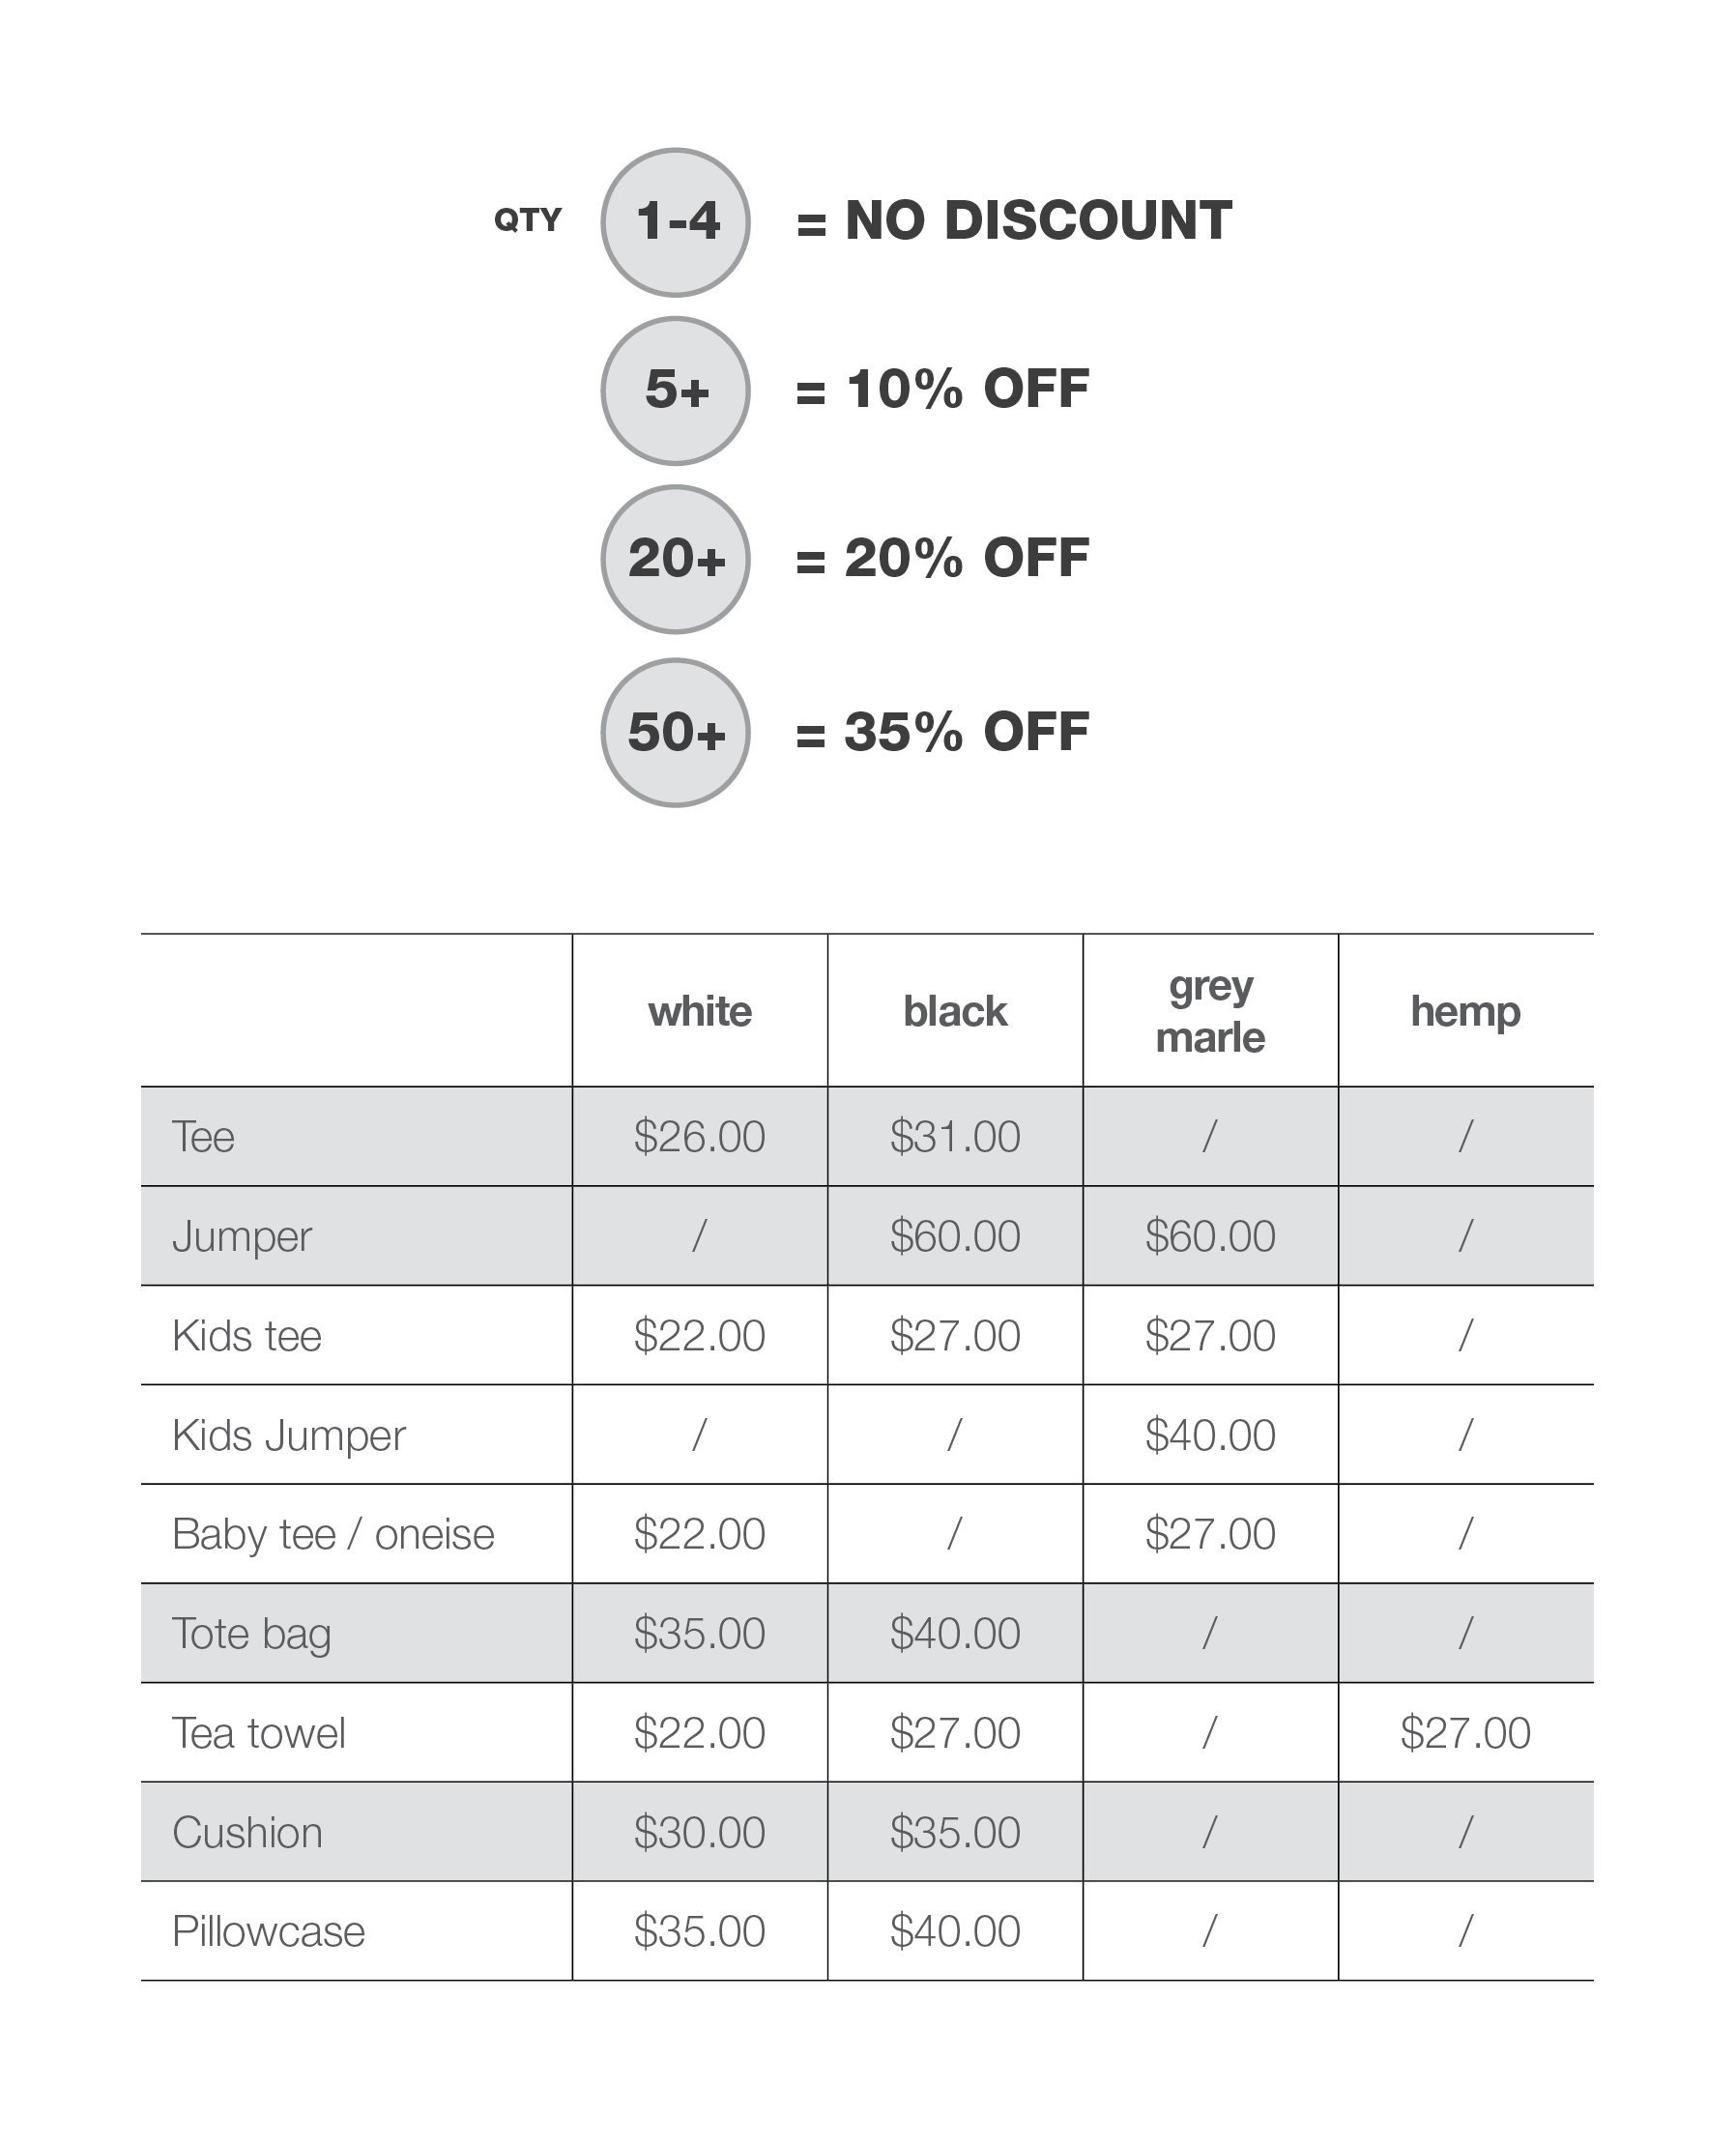 QTY 1-4 = NO DISCOUNT
5+ = 10% OFF
20+ = 20% OFF
50+ = 35% OFF
white black grey marle hemp
Tee $26.00 $31.00 / /
Jumper / $60.00 $60.00 /
Kids tee $22.00 $27.00 $27.00 /
Kids Jumper / / $40.00 /
Baby tee / oneise $22.00 / $27.00 /
Tote bag $35.00 $40.00 / /
Tea towel $22.00 $27.00 / $27.00
Cushion $30.00 $35.00 / /
Pillowcase $35.00 $40.00 / /